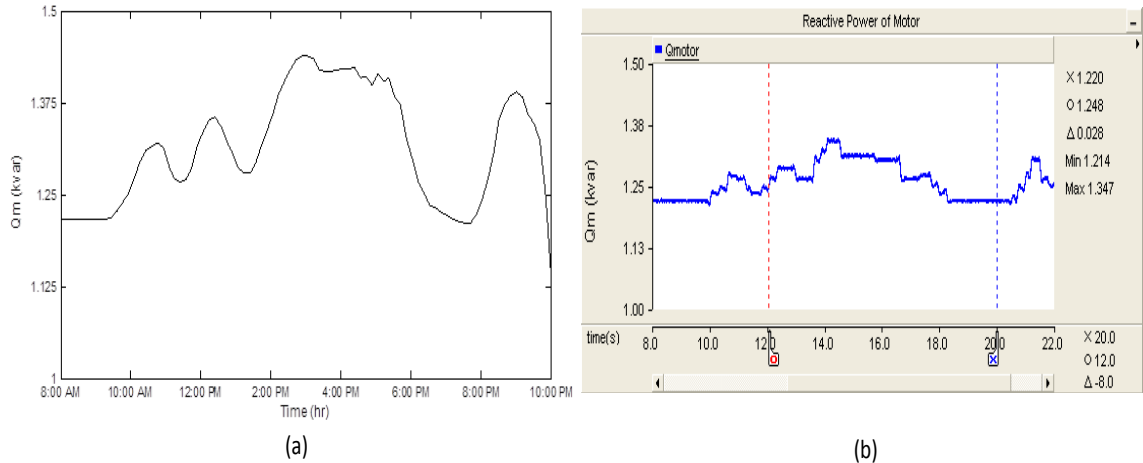 1.5
1.375
1.25
1.125
1
Qm (kvar)
8:00 AM 10:00 AM 12:00 PM 2:00 PM 4:00 PM 6:00 PM 8:00 PM 10:00 PM
Time (hr)
(a)
Reactive Power of Motor
Qmotor
1.50
1.38
1.25
1.13
1.00
Qm (kvar)
X 1.220
O 1.248
Δ 0.028
Min 1.214
Max 1.347
time(s) 8.0 10.0 12.0 14.0 16.0 18.0 20.0 22.0
X 20.0
O 12.0
Δ -8.0
(b)